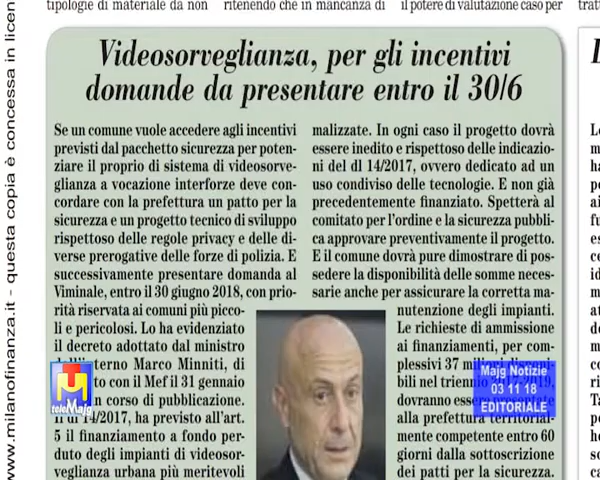 tipologie di materiale da non
ritenendo che in mancanza di
il potere di valutazione caso per
www.milanofinanza.it - questa copia è concessa in licen
Videosorveglianza, per gli incentivi
domande da presentare entro il 30/6
Se un comune vuole accedere agli incentivi
previsti dal pacchetto sicurezza per poten-
ziare il proprio di sistema di videosorve-
glianza a vocazione interforze deve con-
cordare con la prefettura un patto per la
sicurezza e un progetto tecnico di sviluppo
rispettoso delle regole privacy e delle di-
verse prerogative delle forze di polizia. E
successivamente presentare domanda al
Viminale, entro il 30 giugno 2018, con prio-
rità riservata ai comuni più picco-
li e pericolosi. Lo ha evidenziato
il decreto adottato dal ministro
dell'interno Marco Minniti, di
to con il Mef il 31 gennaio
n corso di pubblicazione.
Il dl 14/2017, ha previsto all'art.
5 il finanziamento a fondo per-
duto degli impianti di videosor-
veglianza urbana più meritevoli
malizzate. In ogni caso il progetto dovrà
essere inedito e rispettoso delle indicazio-
ni del dl 14/2017, ovvero dedicato ad un
uso condiviso delle tecnologie. E non già
precedentemente finanziato. Spetterà al
comitato per l'ordine e la sicurezza pubbli-
ca approvare preventivamente il progetto.
E il comune dovrà pure dimostrare di pos-
sedere la disponibilità delle somme neces-
sarie anche per assicurare la corretta ma-
nutenzione degli impianti.
Le richieste di ammissione
ai finanziamenti, per com-
plessivi 37 milioni disponi-
bili nel triennio 2017-2019,
dovranno essere presentate
alla prefettura territorial-
mente competente entro 60
giorni dalla sottoscrizione
dei patti per la sicurezza.
teleMajg
Majg Notizie
03 11 18
EDITORIALE